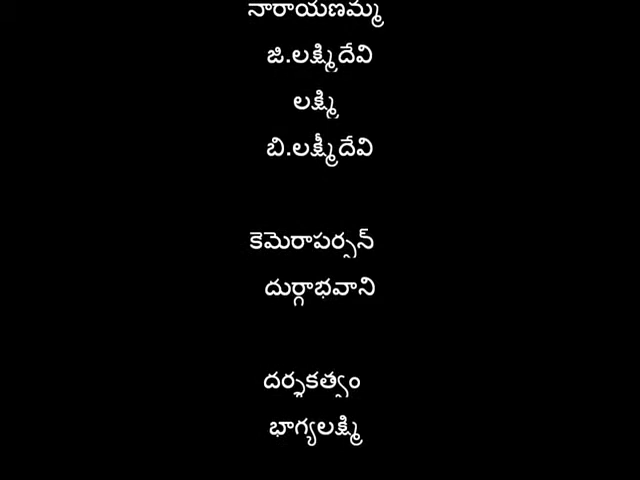 నారాయణమ్మ
జి.లక్ష్మిదేవి
లక్ష్మి
బి.లక్ష్మీదేవి
కెమెరాపర్సన్
దుర్గాభవాని
దర్శకత్వం
భాగ్యలక్ష్మి